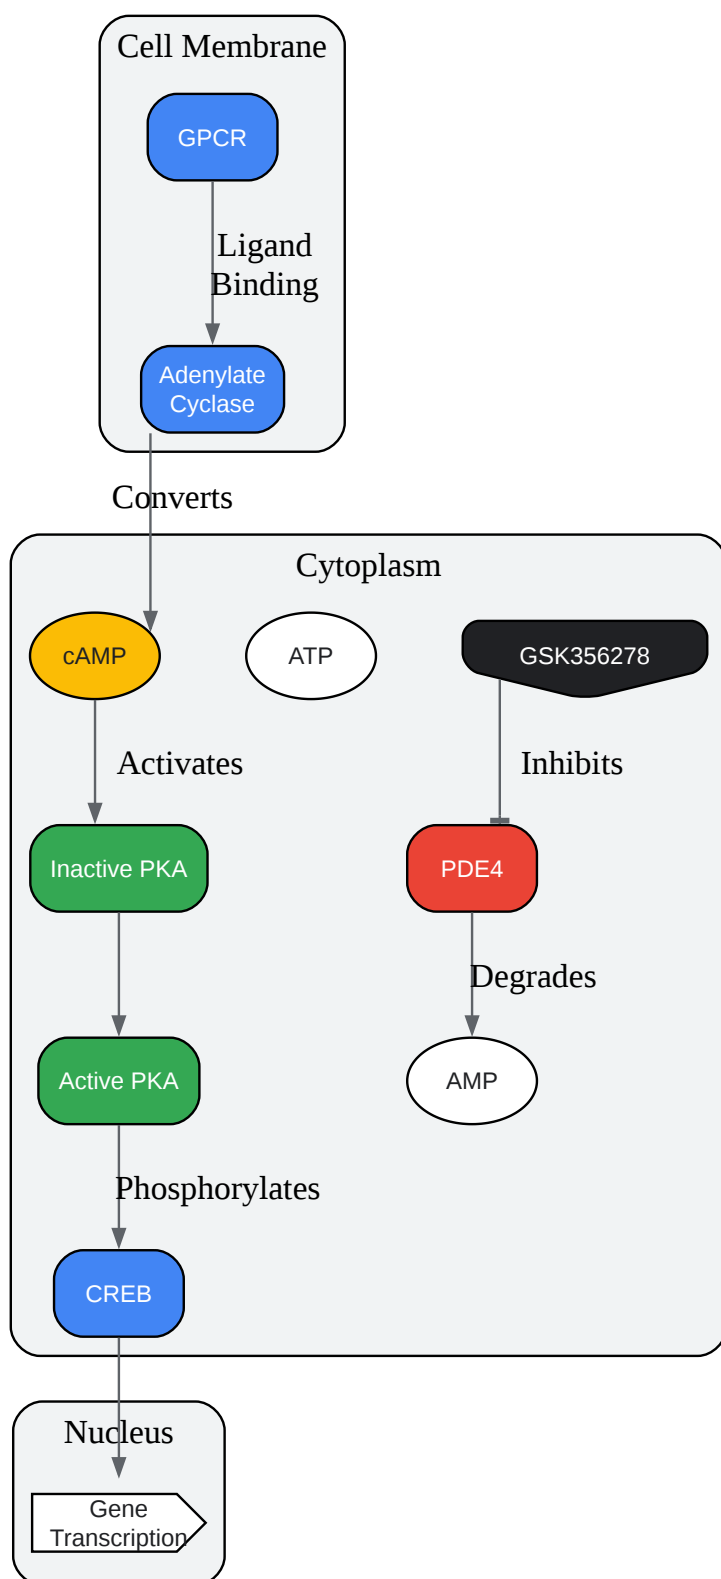 Cell Membrane
GPCR
Ligand
Binding
Adenylate
Cyclase
Converts
Cytoplasm
cAMP
ATP
GSK356278
Activates
Inhibits
Inactive PKA
PDE4
Degrades
Active PKA
AMP
Phosphorylates
CREB
Nucleus
Gene
Transcription